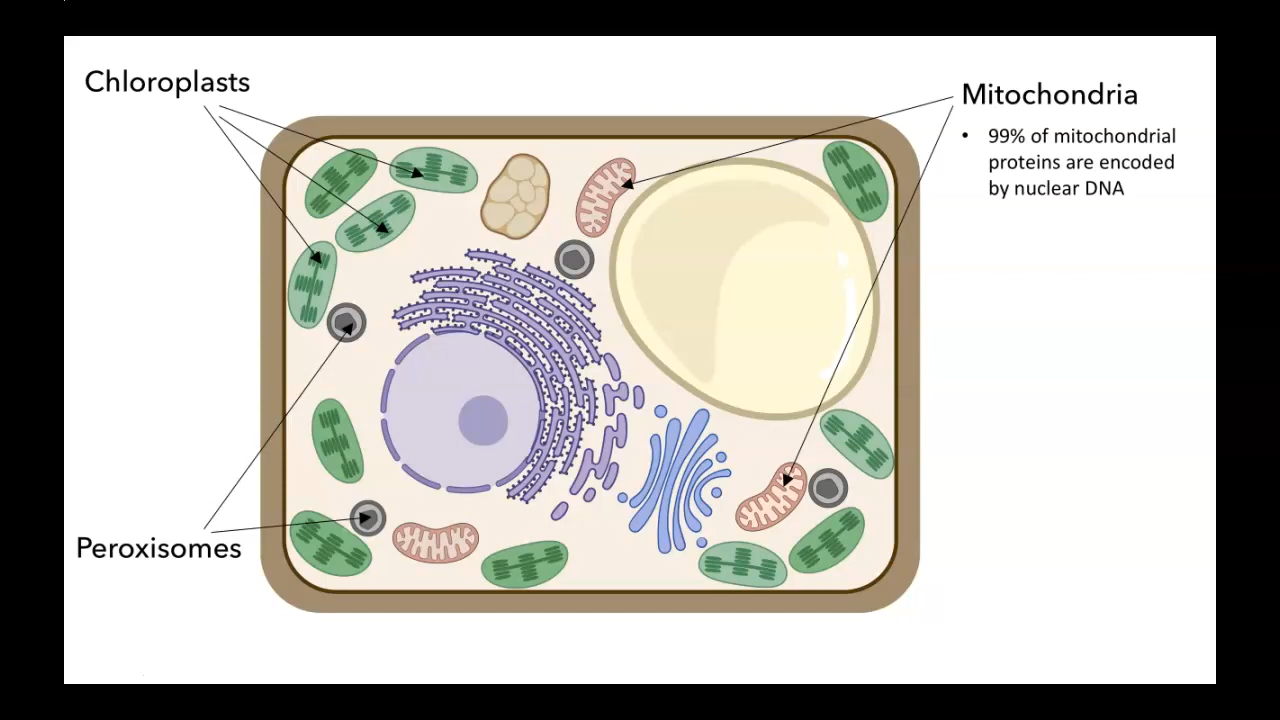 Chloroplasts
Mitochondria
• 99% of mitochondrial
proteins are encoded
by nuclear DNA
Peroxisomes